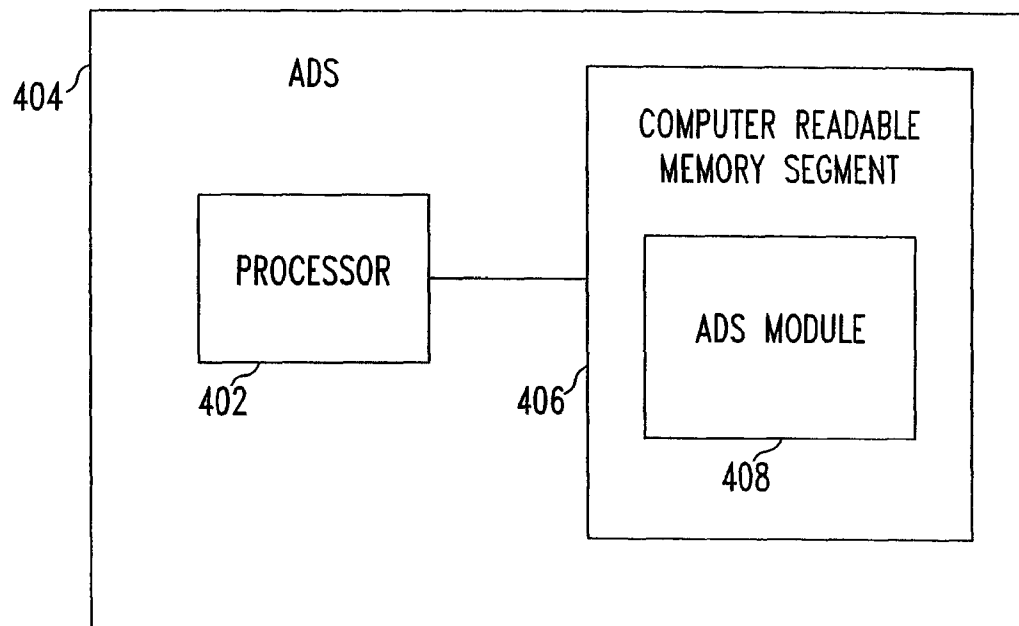 404
ADS
COMPUTER READABLE
MEMORY SEGMENT
PROCESSOR
ADS MODULE
402
406
408